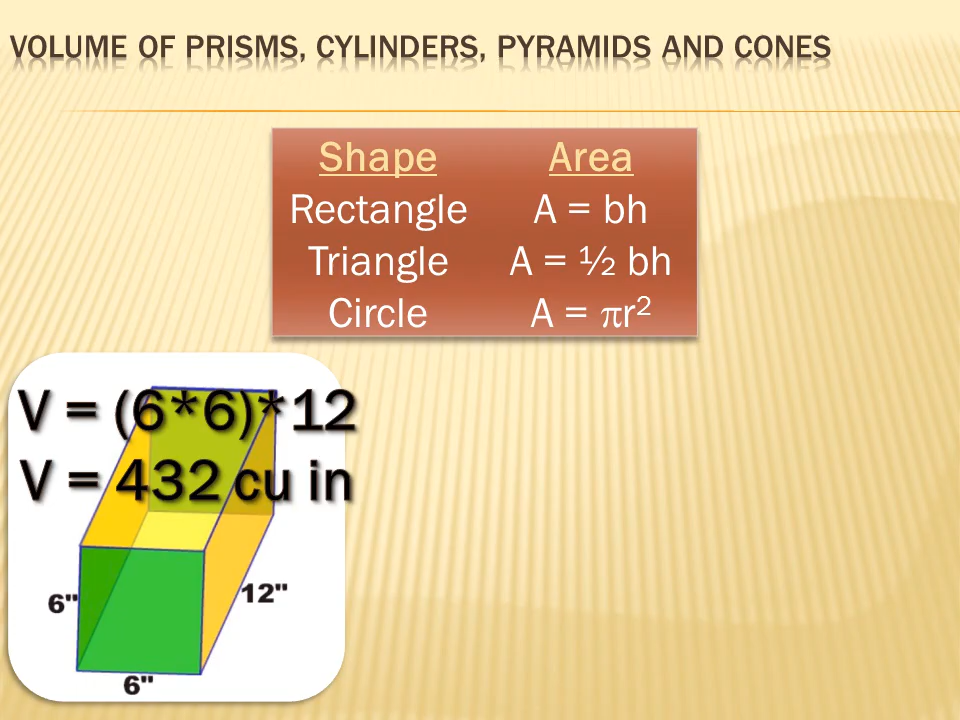 VOLUME OF PRISMS, CYLINDERS, PYRAMIDS AND CONES
Shape Area
Rectangle A = bh
Triangle A = ½ bh
Circle A = πr²
V = (6*6)*12
V = 432 cu in
6" 12"
6"